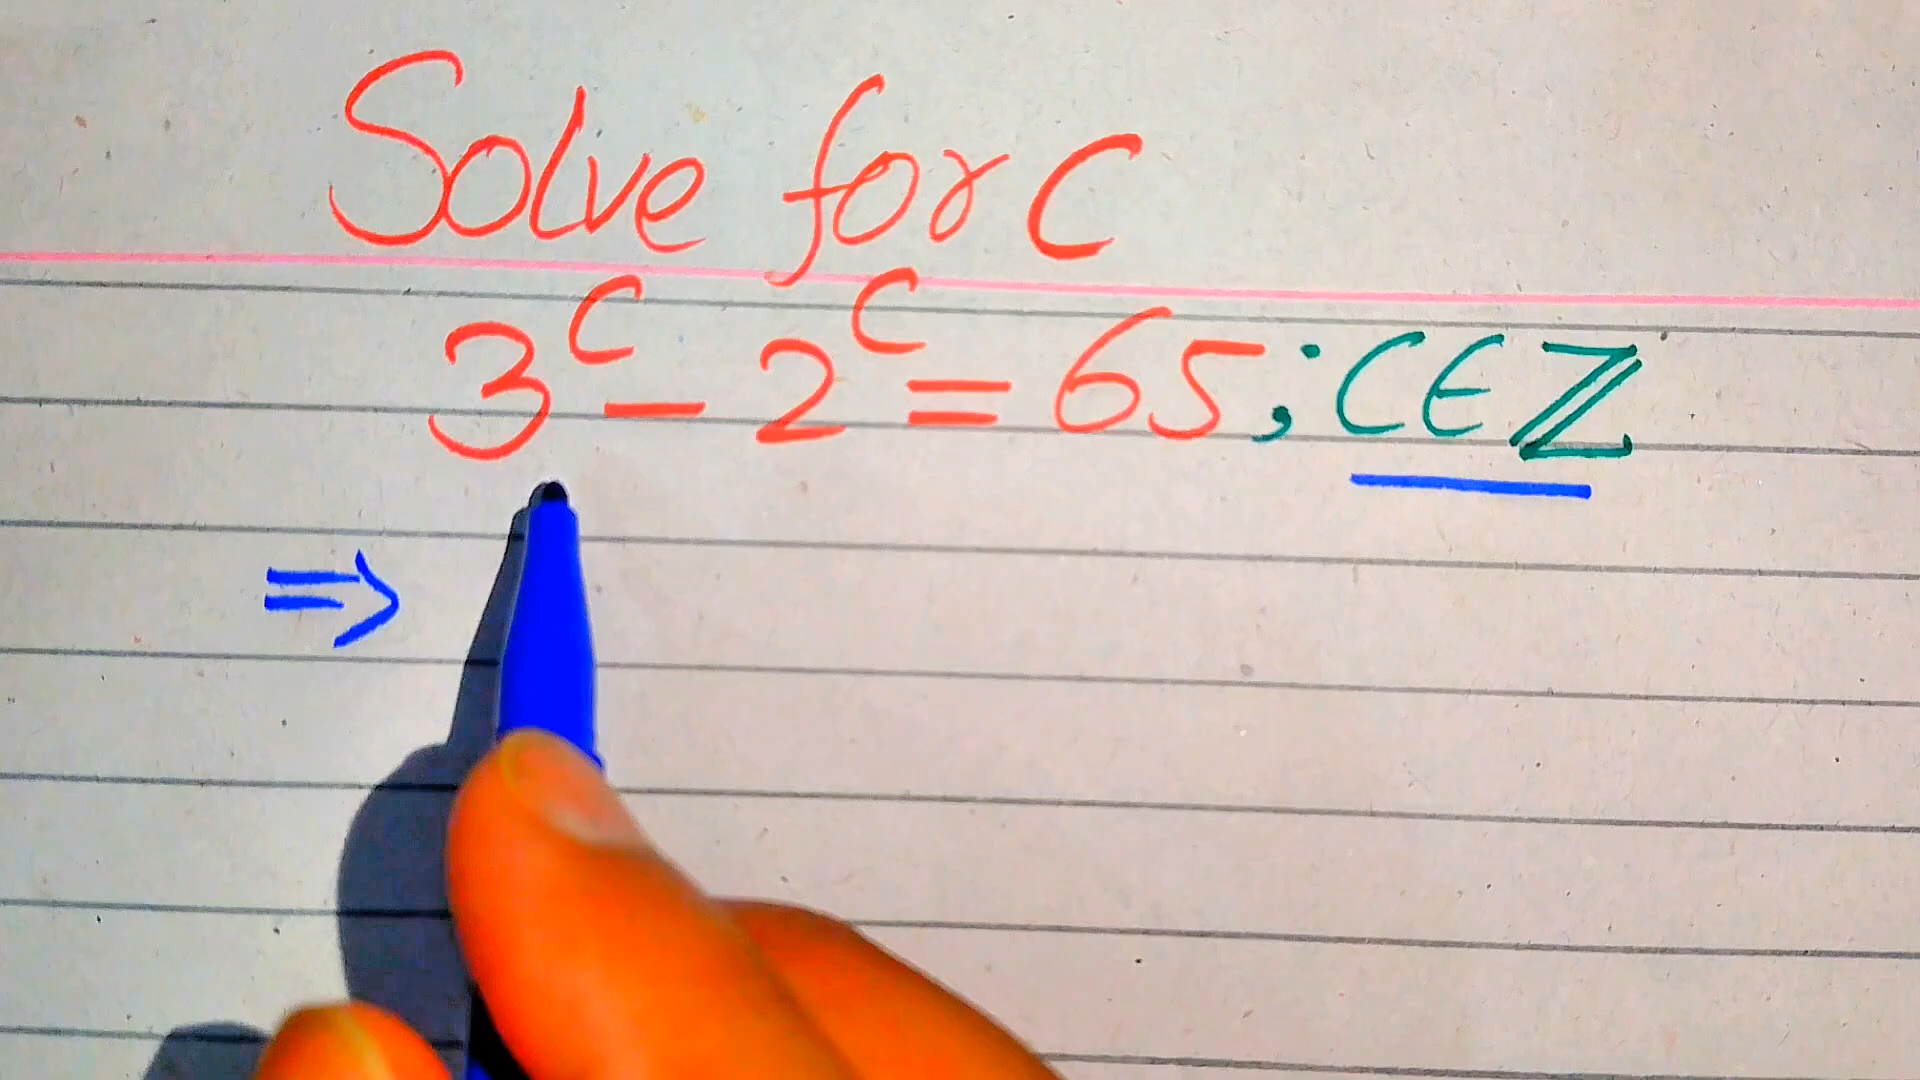 Solve for C
3^C - 2^C = 65 ; C ∈ ℤ
⇒